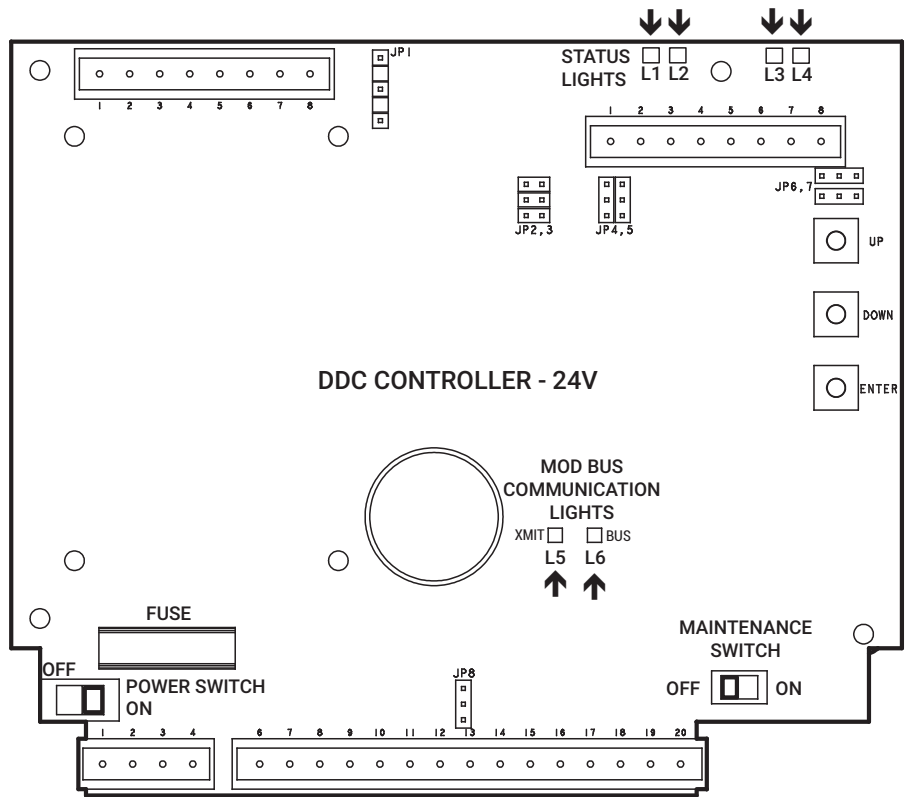 JP1
STATUS
LIGHTS
L1 L2
L3 L4
1 2 3 4 5 6 7 8
1 2 3 4 5 6 7 8
JP6,7
JP2,3
JP4,5
UP
DOWN
DDC CONTROLLER - 24V
ENTER
MOD BUS
COMMUNICATION
LIGHTS
XMIT
BUS
L5 L6
FUSE
MAINTENANCE
SWITCH
OFF
POWER SWITCH
ON
JP8
OFF
ON
1 2 3 4
6 7 8 9 10 11 12 13 14 15 16 17 18 19 20